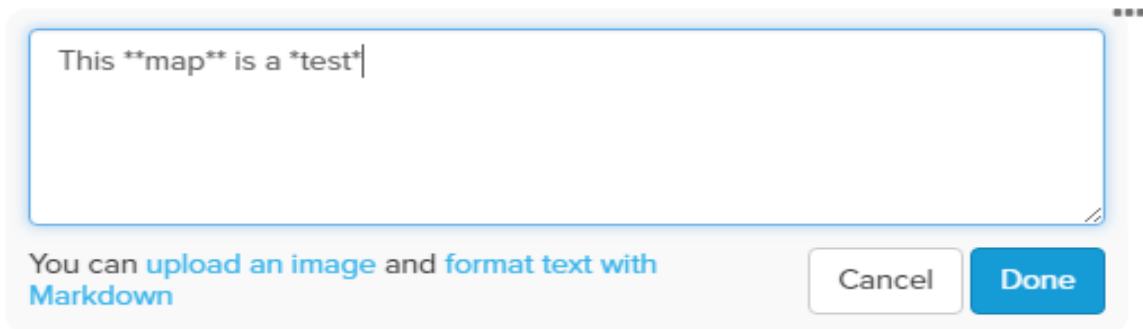 This **map** is a *test*
You can upload an image and format text with
Markdown
Cancel
Done